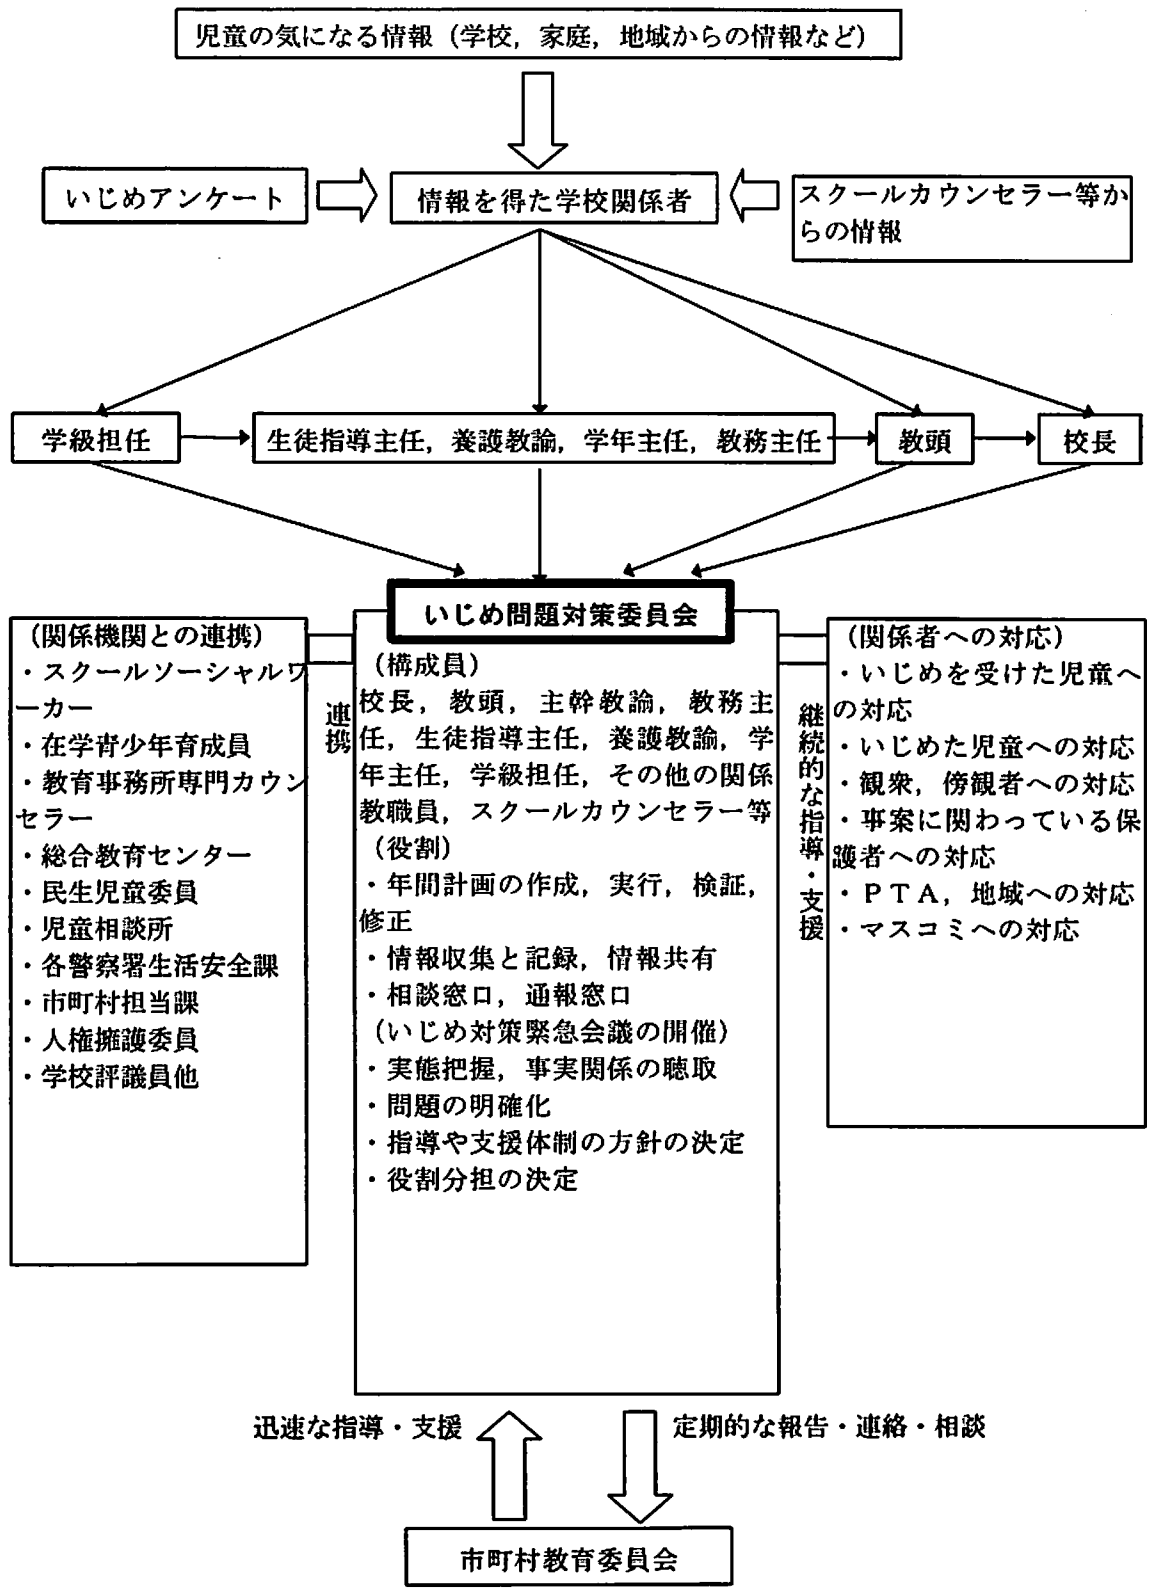 児童の気になる情報（学校，家庭，地域からの情報など）
いじめアンケート
情報を得た学校関係者
スクールカウンセラー等か
らの情報
学級担任
生徒指導主任，養護教諭，学年主任，教務主任
教頭
校長
いじめ問題対策委員会
（関係機関との連携）
・スクールソーシャルワ
ーカー
・在学青少年育成員
・教育事務所専門カウン
セラー
・総合教育センター
・民生児童委員
・児童相談所
・各警察署生活安全課
・市町村担当課
・人権擁護委員
・学校評議員他
連携
（構成員）
校長，教頭，主幹教諭，教務主
任，生徒指導主任，養護教諭，学
年主任，学級担任，その他の関係
教職員，スクールカウンセラー等
（役割）
・年間計画の作成，実行，検証，
修正
・情報収集と記録，情報共有
・相談窓口，通報窓口
（いじめ対策緊急会議の開催）
・実態把握，事実関係の聴取
・問題の明確化
・指導や支援体制の方針の決定
・役割分担の決定
継続的な指導・支援
（関係者への対応）
・いじめを受けた児童へ
の対応
・いじめた児童への対応
・観衆，傍観者への対応
・事案に関わっている保
護者への対応
・ＰＴＡ，地域への対応
・マスコミへの対応
迅速な指導・支援
定期的な報告・連絡・相談
市町村教育委員会